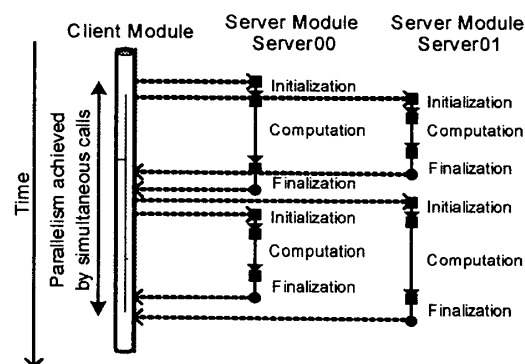 Client Module
Server Module
Server00
Server Module
Server01
Time
Parallelism achieved
by simultaneous calls
Initialization
Computation
Finalization
Initialization
Computation
Finalization
Initialization
Computation
Finalization
Initialization
Computation
Finalization